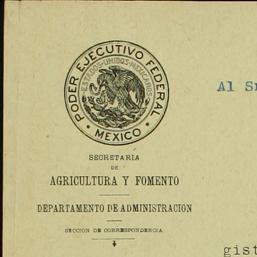 PODER EJECUTIVO FEDERAL
ESTADOS UNIDOS MEXICANOS
• MEXICO •
Al
SECRETARIA
DE
AGRICULTURA Y FOMENTO
DEPARTAMENTO DE ADMINISTRACION
SECCION DE CORRESPONDENCIA
gist